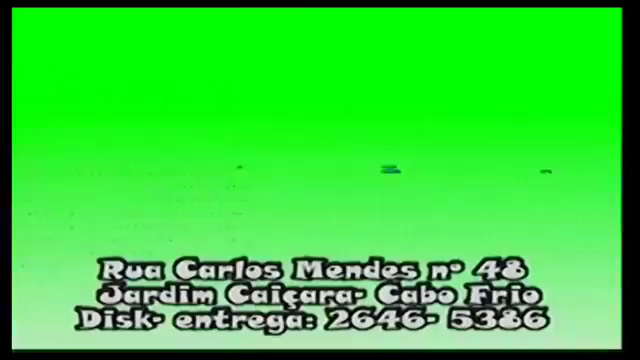 Rua Carlos Mendes nº 48
Jardim Caiçara- Cabo Frio
Disk- entrega: 2646- 5386